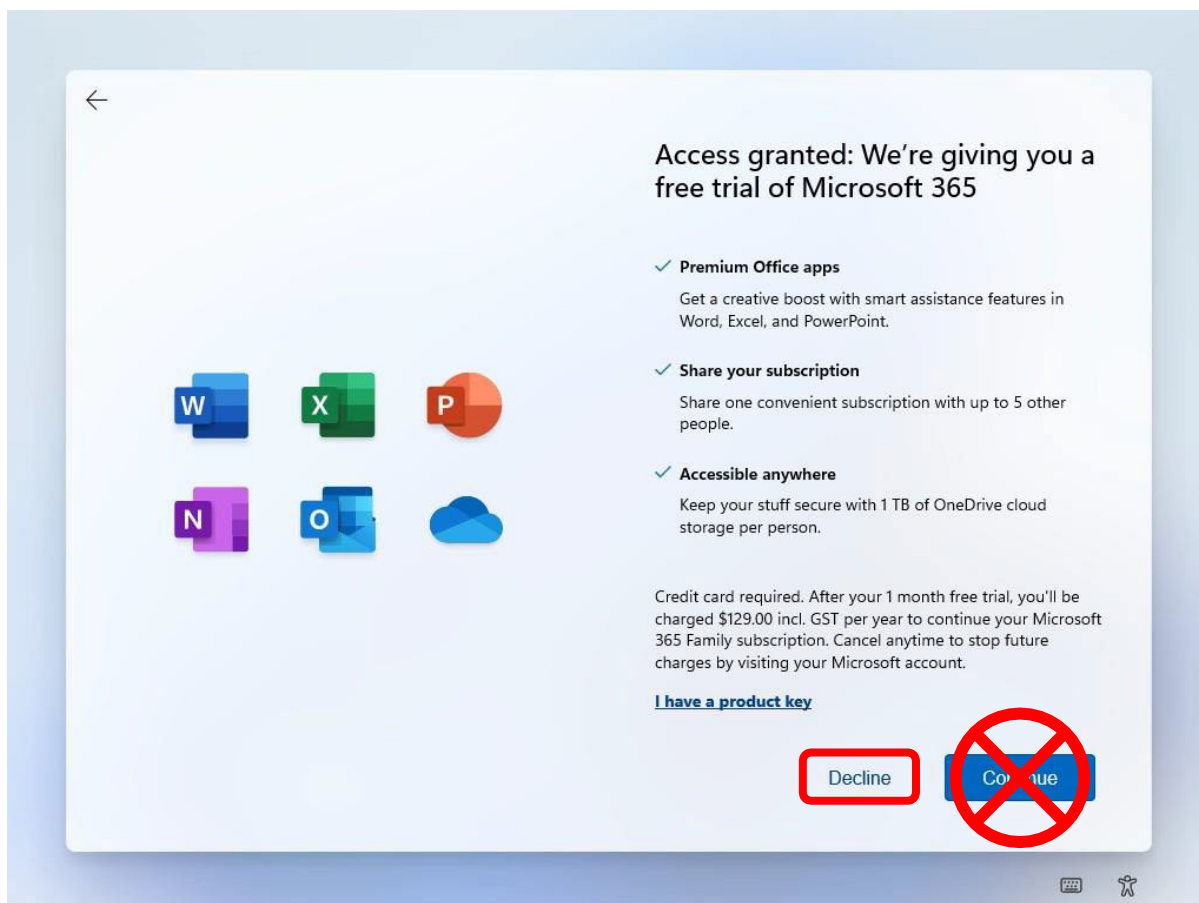 Access granted: We're giving you a
free trial of Microsoft 365
Premium Office apps
Get a creative boost with smart assistance features in
Word, Excel, and PowerPoint.
Share your subscription
Share one convenient subscription with up to 5 other
people.
Accessible anywhere
Keep your stuff secure with 1 TB of OneDrive cloud
storage per person.
W
X
P
N
O
Credit card required. After your 1 month free trial, you'll be
charged $129.00 incl. GST per year to continue your Microsoft
365 Family subscription. Cancel anytime to stop future
charges by visiting your Microsoft account.
I have a product key
Decline
Continue